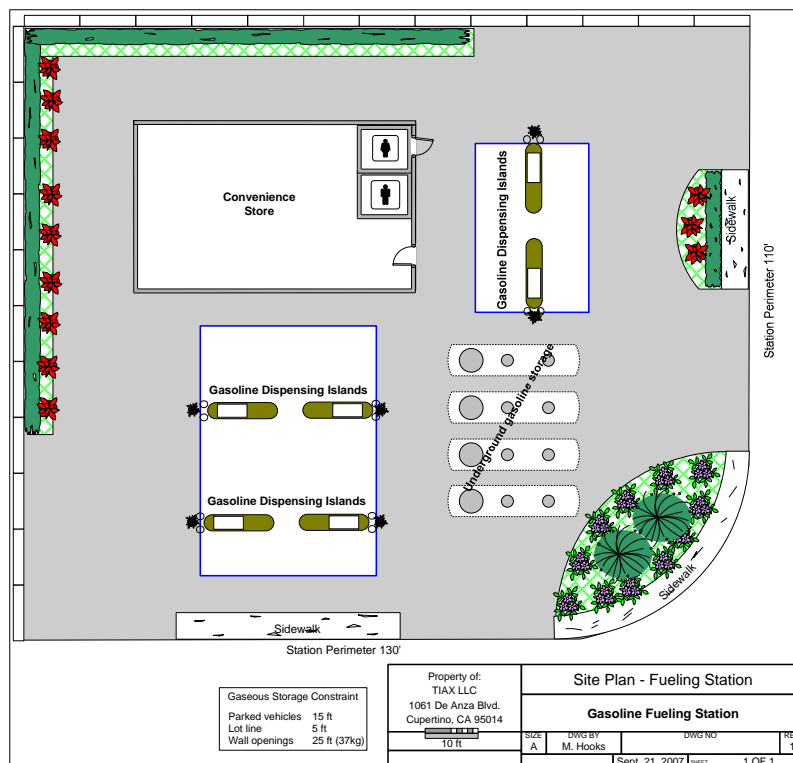 Convenience
Store
Gasoline Dispensing Islands
Sidewalk
Station Perimeter 110'
Underground gasoline storage
Gasoline Dispensing Islands
Gasoline Dispensing Islands
Sidewalk
Sidewalk
Station Perimeter 130'
Gaseous Storage Constraint
Parked vehicles 15 ft
Lot line 5 ft
Wall openings 25 ft (37kg)
Property of:
TIAX LLC
1061 De Anza Blvd.
Cupertino, CA 95014
10 ft
Site Plan - Fueling Station
Gasoline Fueling Station
SIZE
A
DWG BY
M. Hooks
DWG NO
RE
1
Sept. 21, 2007
SHEET
1 OF 1